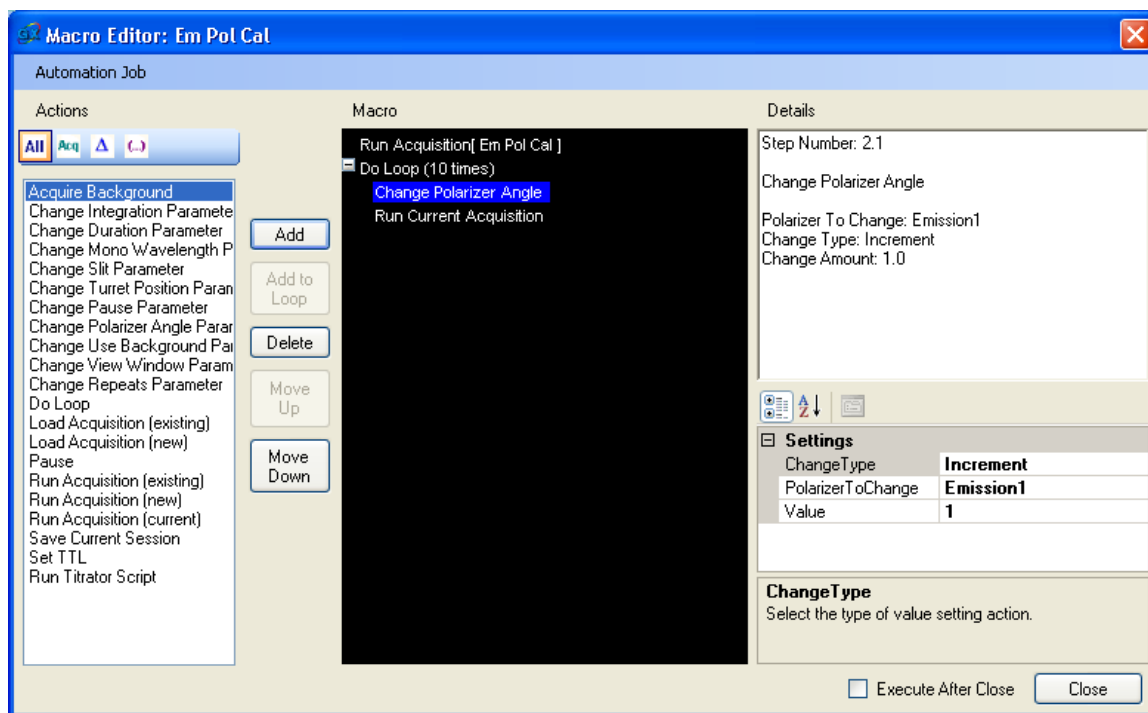 Macro Editor: Em Pol Cal
Automation Job
Actions
All Acq Δ (...)
Acquire Background
Change Integration Paramete
Change Duration Parameter
Change Mono Wavelength P
Change Slit Parameter
Change Turret Position Paran
Change Pause Parameter
Change Polarizer Angle Parar
Change Use Background Pai
Change View Window Param
Change Repeats Parameter
Do Loop
Load Acquisition (existing)
Load Acquisition (new)
Pause
Run Acquisition (existing)
Run Acquisition (new)
Run Acquisition (current)
Save Current Session
Set TTL
Run Titrator Script
Add
Add to
Loop
Delete
Move
Up
Move
Down
Macro
Run Acquisition[ Em Pol Cal ]
Do Loop (10 times)
Change Polarizer Angle
Run Current Acquisition
Details
Step Number: 2.1
Change Polarizer Angle
Polarizer To Change: Emission1
Change Type: Increment
Change Amount: 1.0
AZ
Settings
ChangeType Increment
PolarizerToChange Emission1
Value 1
ChangeType
Select the type of value setting action.
Execute After Close
Close